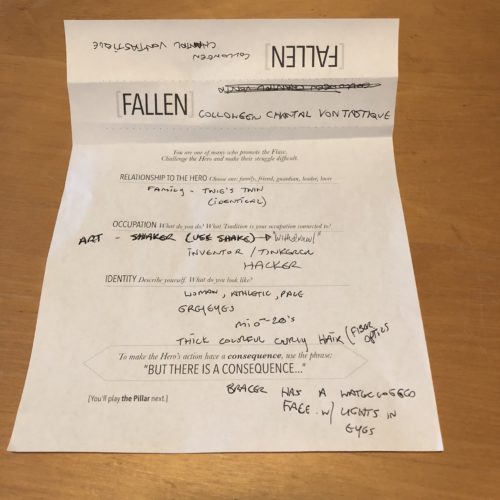 COLLOWEEN
CHANTAL VONTASTIQUE
[FALLEN]
[FALLEN] COLLOWEEN CHANTAL VONTASTIQUE
You are one of many who promote the Flaw.
Challenge the Hero and make their struggle difficult.
RELATIONSHIP TO THE HERO Choose one: family, friend, guardian, leader, lover
FAMILY - TWIG'S TWIN
(IDENTICAL)
OCCUPATION What do you do? What Tradition is your occupation connected to?
ART - SHAKER (USE SHAKE) → "withdrawl"
INVENTOR / TINKERER
HACKER
IDENTITY Describe yourself. What do you look like?
WOMAN, ATHLETIC, PALE
GREY EYES
MID-20'S
THICK COLORFUL CURLY HAIR (FIBER OPTICS
To make the Hero's action have a consequence, use the phrase:
"BUT THERE IS A CONSEQUENCE..."
[You'll play the Pillar next.]
BRACER HAS A WATERLOGGED
FACE W/ LIGHTS IN
EYES